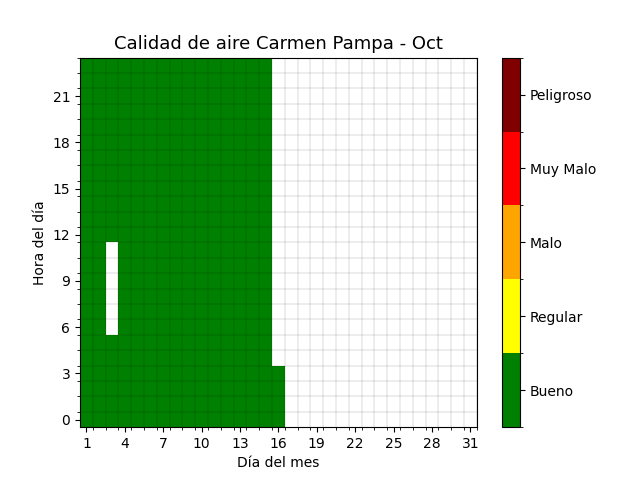 Calidad de aire Carmen Pampa - Oct
Hora del día
21
18
15
12
9
6
3
0
1 4 7 10 13 16 19 22 25 28 31
Día del mes
Peligroso
Muy Malo
Malo
Regular
Bueno